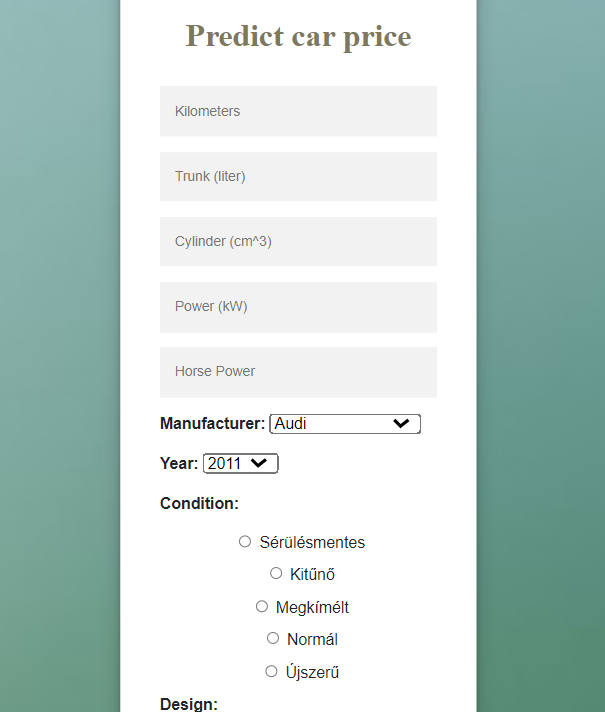 Predict car price
Kilometers
Trunk (liter)
Cylinder (cm^3)
Power (kW)
Horse Power
Manufacturer: Audi
Year: 2011
Condition:
Sérülésmentes
Kitűnő
Megkímélt
Normál
Újszerű
Design: